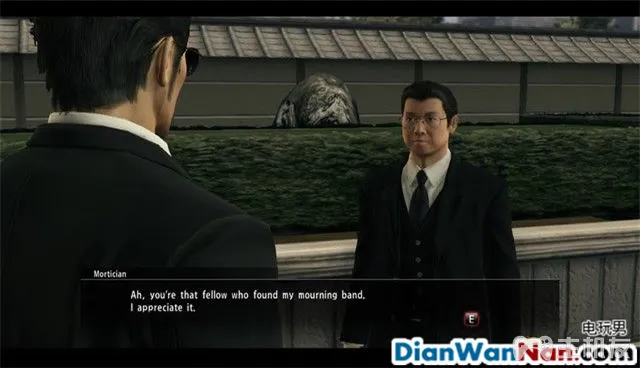 Mortician
Ah, you're that fellow who found my mourning band.
I appreciate it.
E
电玩男
DianWanNan.com